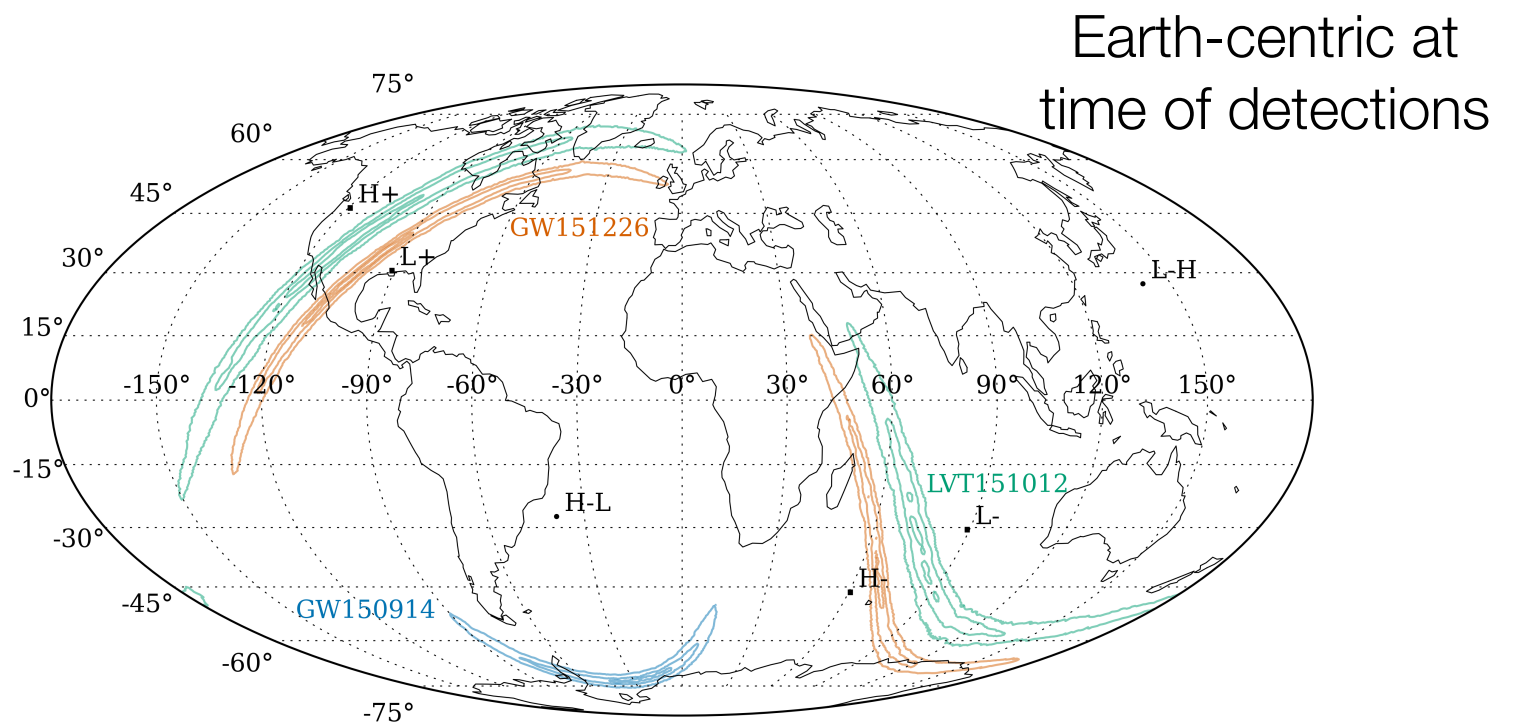 Earth-centric at
time of detections
75°
60°
45°
H+
GW151226
30°
L+
L-H
15°
-150° -120° -90° -60° -30° 0° 30° 60° 90° 120° 150°
0°
-15°
LVT151012
H-L
L-
-30°
H-
-45°
GW150914
-60°
-75°